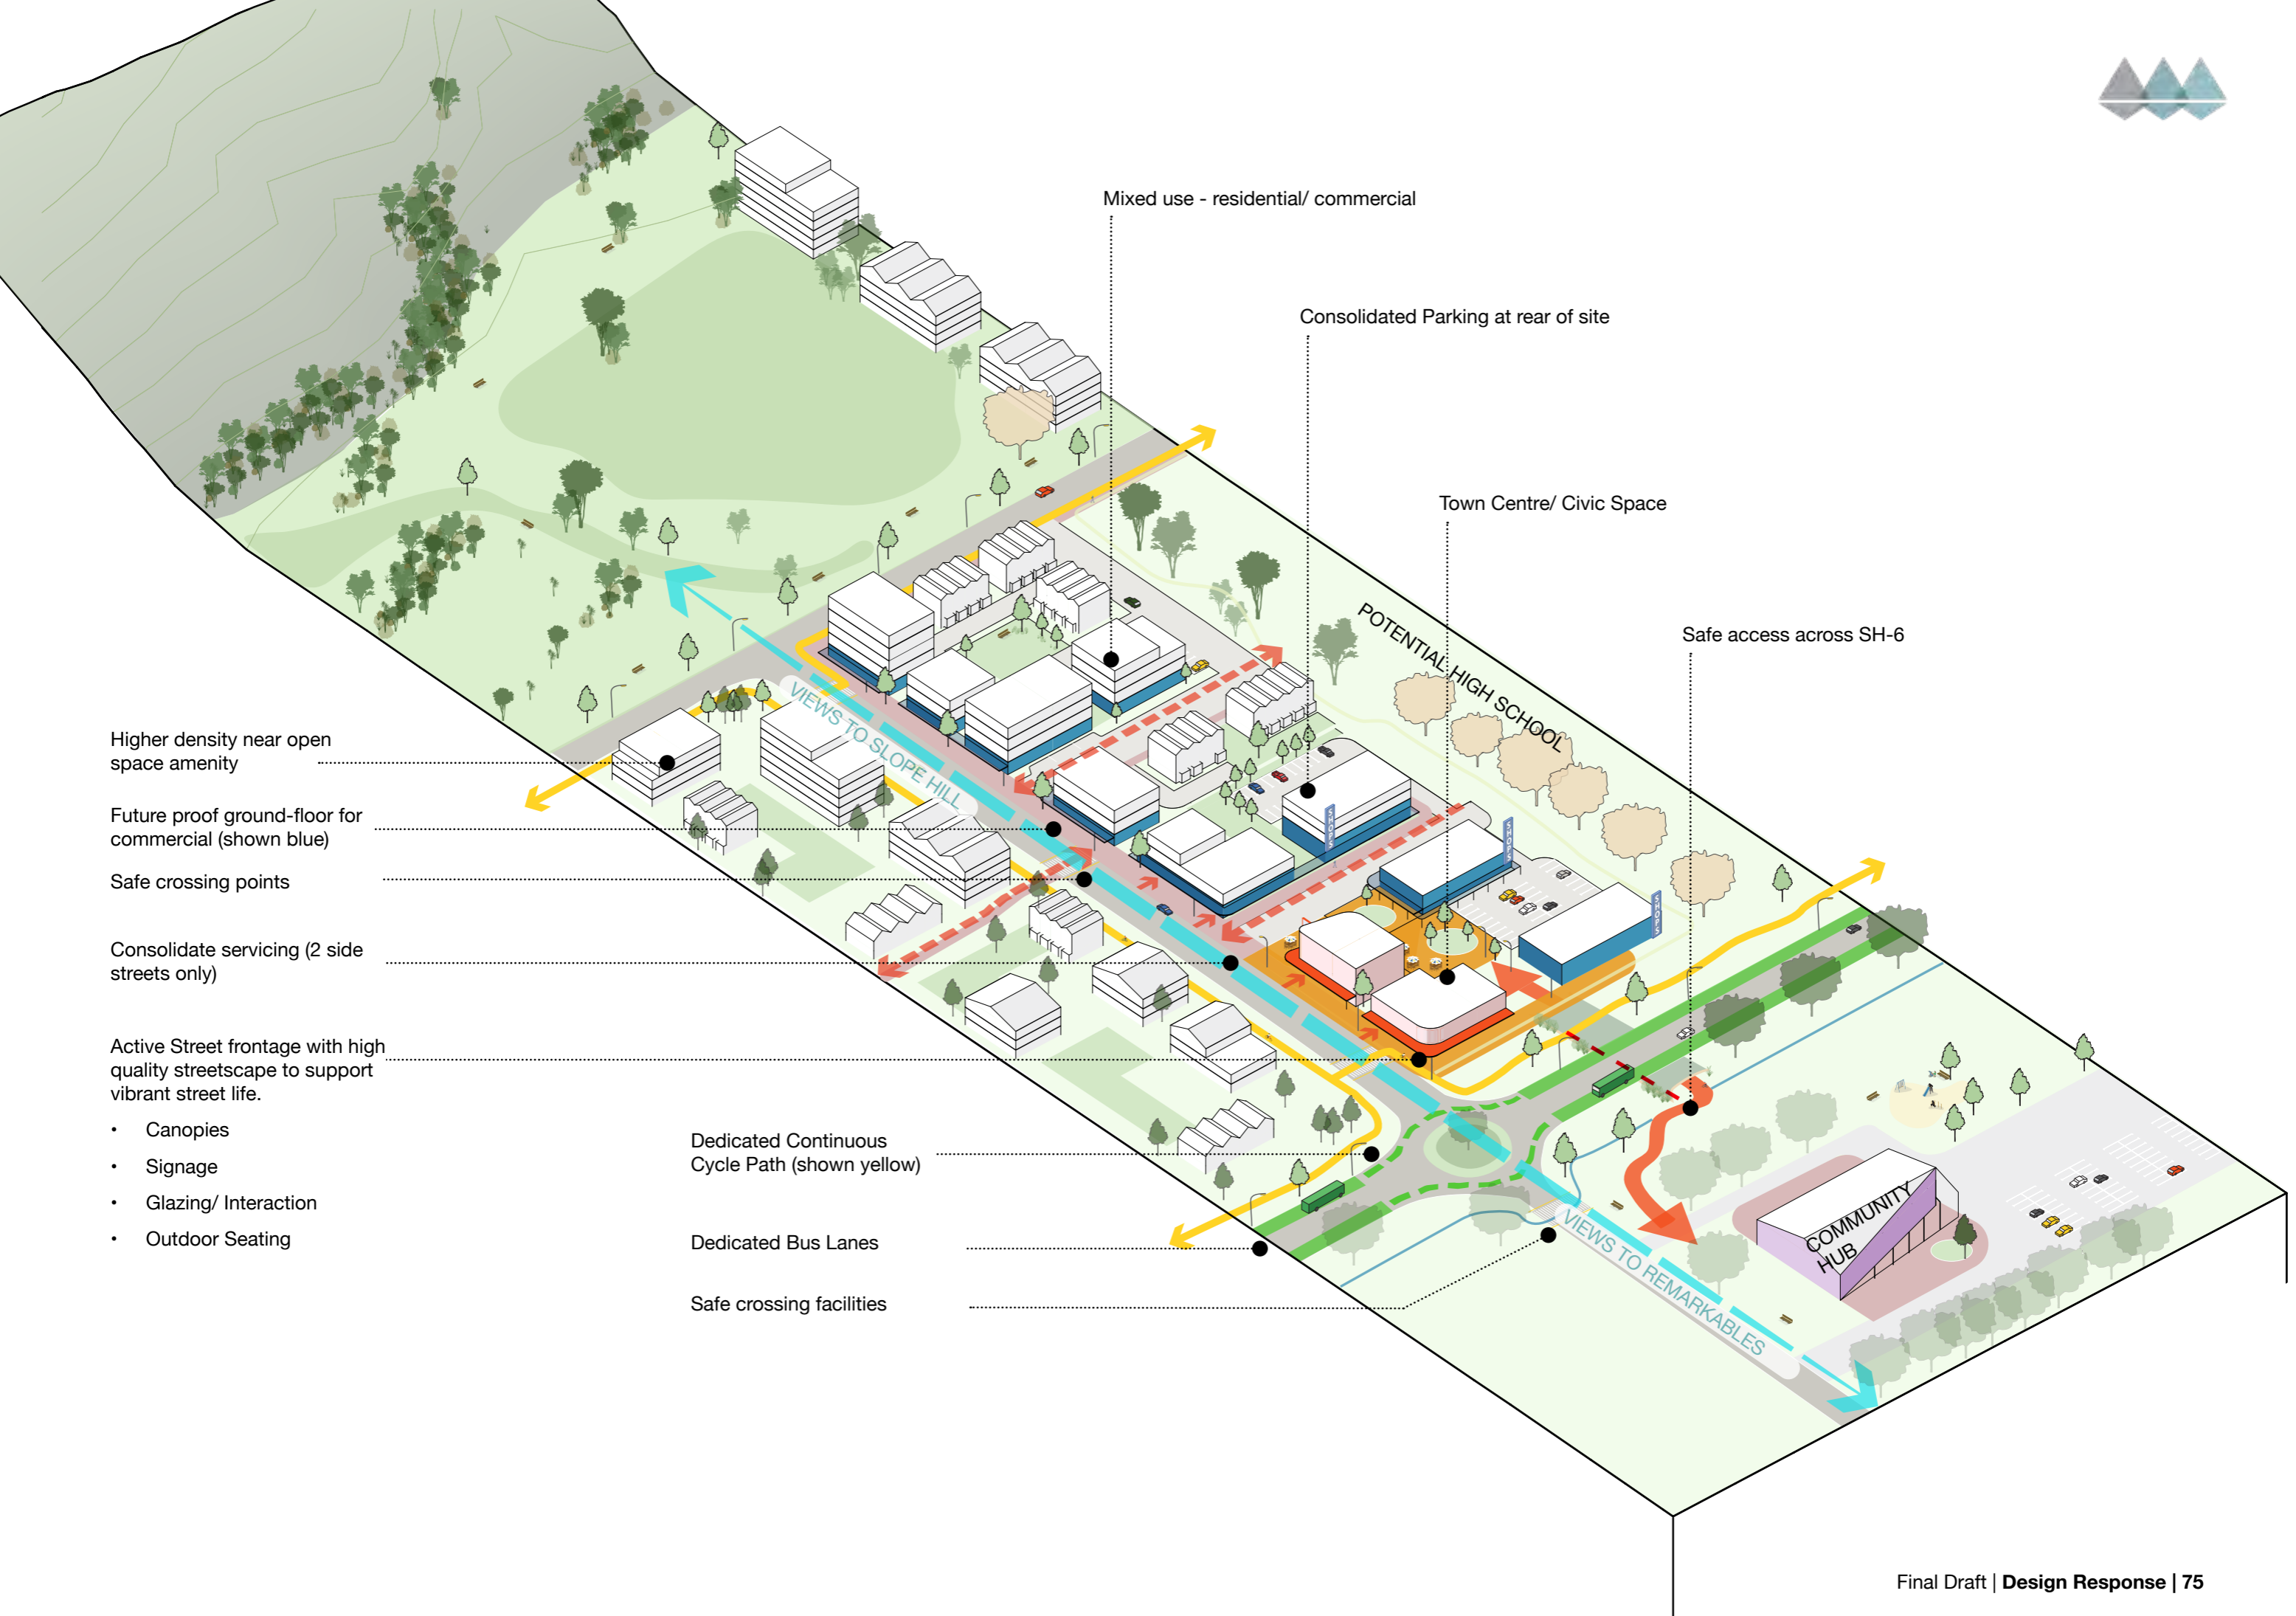 Mixed use - residential/ commercial
Consolidated Parking at rear of site
Town Centre/ Civic Space
Safe access across SH-6
POTENTIAL HIGH SCHOOL
VIEWS TO SLOPE HILL
SHOPS
SHOPS
SHOPS
Higher density near open
space amenity
Future proof ground-floor for
commercial (shown blue)
Safe crossing points
Consolidate servicing (2 side
streets only)
Active Street frontage with high
quality streetscape to support
vibrant street life.
• Canopies
• Signage
• Glazing/ Interaction
• Outdoor Seating
Dedicated Continuous
Cycle Path (shown yellow)
Dedicated Bus Lanes
Safe crossing facilities
COMMUNITY
HUB
VIEWS TO REMARKABLES
Final Draft | Design Response | 75